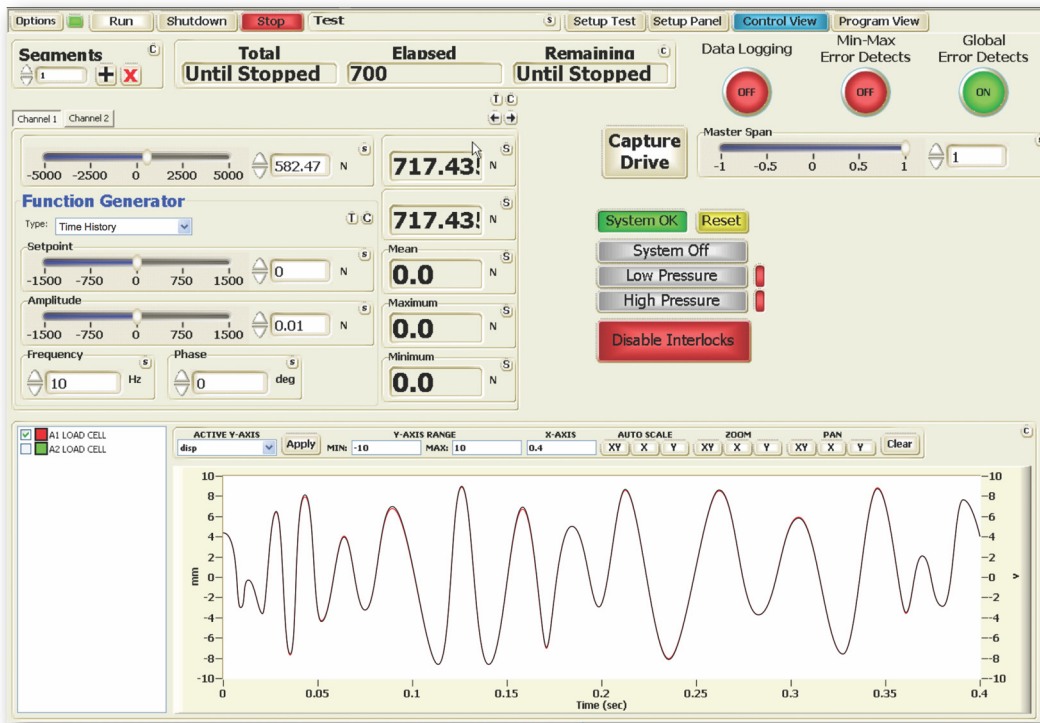 Options Run Shutdown Stop Test S Setup Test Setup Panel Control View Program View
Segments C
1
Total Elapsed Remaining C
Until Stopped 700 Until Stopped
Data Logging
OFF
Min-Max
Error Detects
OFF
Global
Error Detects
ON
T C
Channel 1 Channel 2
-5000 -2500 0 2500 5000 582.47 N S
717.43 N S
Function Generator
Type: Time History T C
717.43 N S
Setpoint
-1500 -750 0 750 1500 0 N S
Mean
0.0 N S
Amplitude
-1500 -750 0 750 1500 0.01 N S
Maximum
0.0 N S
Frequency S
10 Hz
Phase S
0 deg
Minimum
0.0 N S
Capture
Drive
Master Span
-1 -0.5 0 0.5 1 1
System OK Reset
System Off
Low Pressure
High Pressure
Disable Interlocks
A1 LOAD CELL
A2 LOAD CELL
C
ACTIVE Y-AXIS Y-AXIS RANGE X-AXIS AUTO SCALE ZOOM PAN
disp Apply MIN: -10 MAX: 10 0.4 XY X Y XY X Y XY X Y Clear
10 -10
8 -8
6 -6
4 -4
2 -2
mm 0 -0 v
-2 -2
-4 -4
-6 -6
-8 -8
-10 -10
0 0.05 0.1 0.15 0.2 0.25 0.3 0.35 0.4
Time (sec)